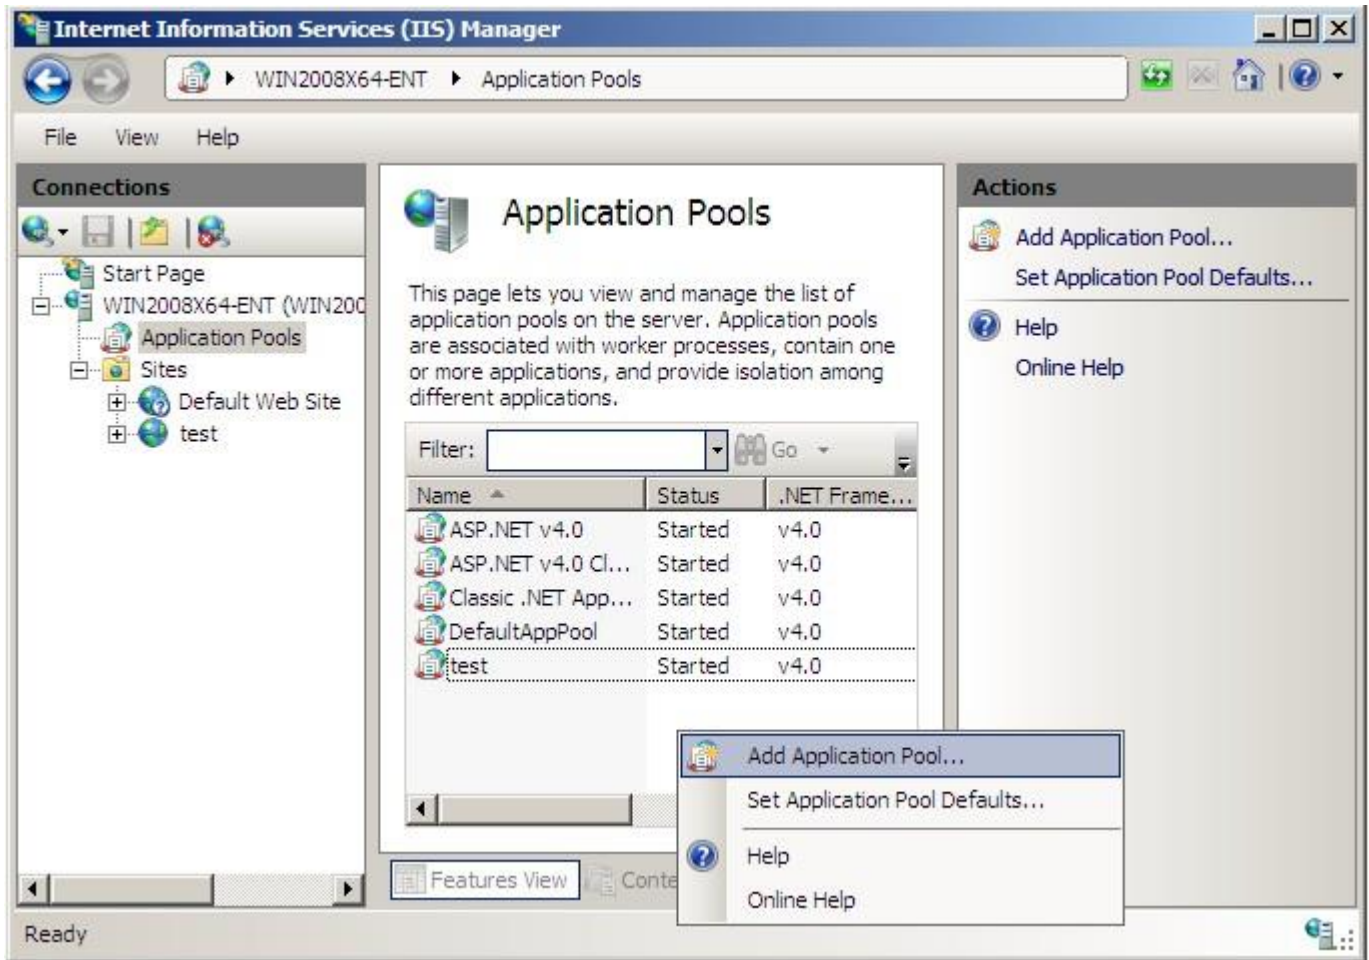 Internet Information Services (IIS) Manager
WIN2008X64-ENT Application Pools
File View Help
Connections
Start Page
WIN2008X64-ENT (WIN200
Application Pools
Sites
Default Web Site
test
Application Pools
This page lets you view and manage the list of
application pools on the server. Application pools
are associated with worker processes, contain one
or more applications, and provide isolation among
different applications.
Filter: Go
Name Status .NET Frame...
ASP.NET v4.0 Started v4.0
ASP.NET v4.0 Cl... Started v4.0
Classic .NET App... Started v4.0
DefaultAppPool Started v4.0
test Started v4.0
Features View Conte
Actions
Add Application Pool...
Set Application Pool Defaults...
Help
Online Help
Add Application Pool...
Set Application Pool Defaults...
Help
Online Help
Ready